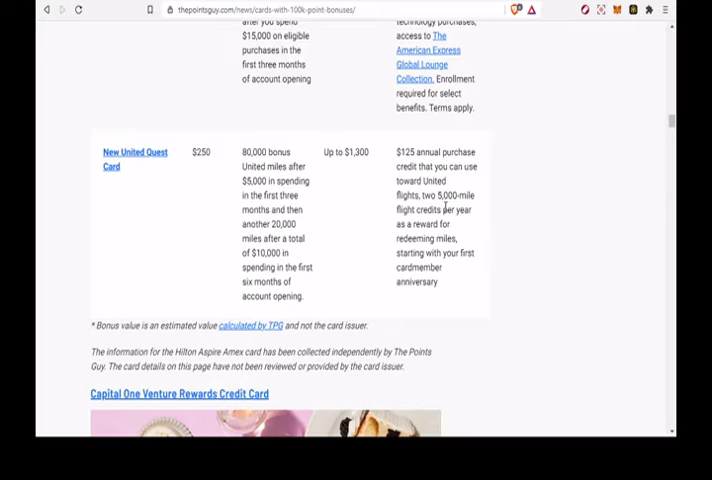 thepointsguy.com/news/cards-with-100k-point-bonuses/
after you spend
$15,000 on eligible
purchases in the
first three months
of account opening
technology purchases,
access to The
American Express
Global Lounge
Collection. Enrollment
required for select
benefits. Terms apply.
New United Quest
Card
$250
80,000 bonus
United miles after
$5,000 in spending
in the first three
months and then
another 20,000
miles after a total
of $10,000 in
spending in the first
six months of
account opening.
Up to $1,300
$125 annual purchase
credit that you can use
toward United
flights, two 5,000-mile
flight credits per year
as a reward for
redeeming miles,
starting with your first
cardmember
anniversary
* Bonus value is an estimated value calculated by TPG and not the card issuer.
The information for the Hilton Aspire Amex card has been collected independently by The Points
Guy. The card details on this page have not been reviewed or provided by the card issuer.
Capital One Venture Rewards Credit Card